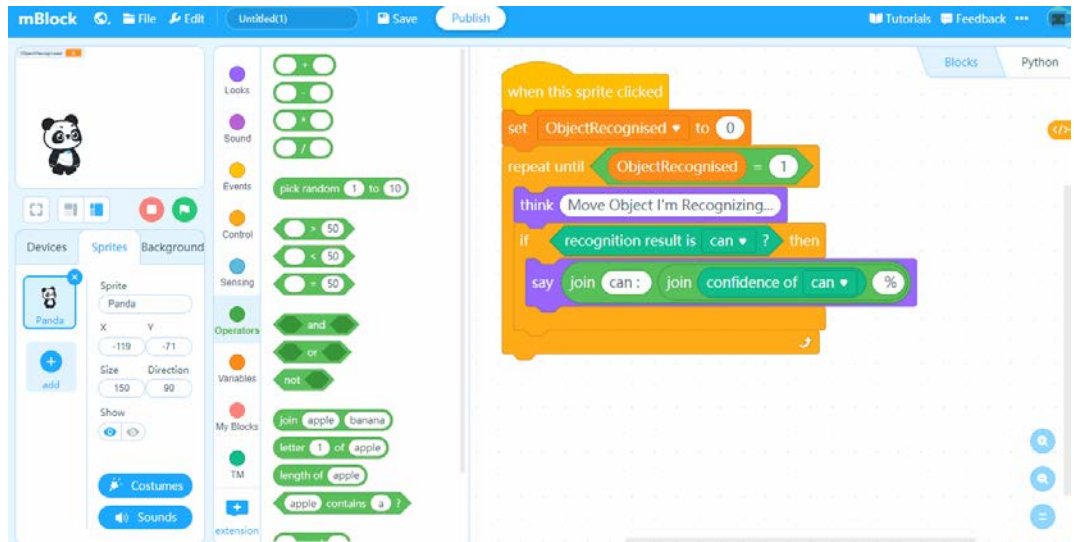 mBlock File Edit Untitled(1) Save Publish Tutorials Feedback
Blocks Python
ObjectRecognised 0
Devices Sprites Background
Panda
add
Sprite
Panda
X Y
-119 -71
Size Direction
150 90
Show
Costumes
Sounds
Looks
Sound
Events
Control
Sensing
Operators
Variables
My Blocks
TM
extension
+
-
*
/
pick random 1 to 10
> 50
< 50
= 50
and
or
not
join apple banana
letter 1 of apple
length of apple
apple contains a ?
when this sprite clicked
set ObjectRecognised to 0
repeat until ObjectRecognised = 1
think Move Object I'm Recognizing...
if recognition result is can ? then
say join can : join confidence of can %